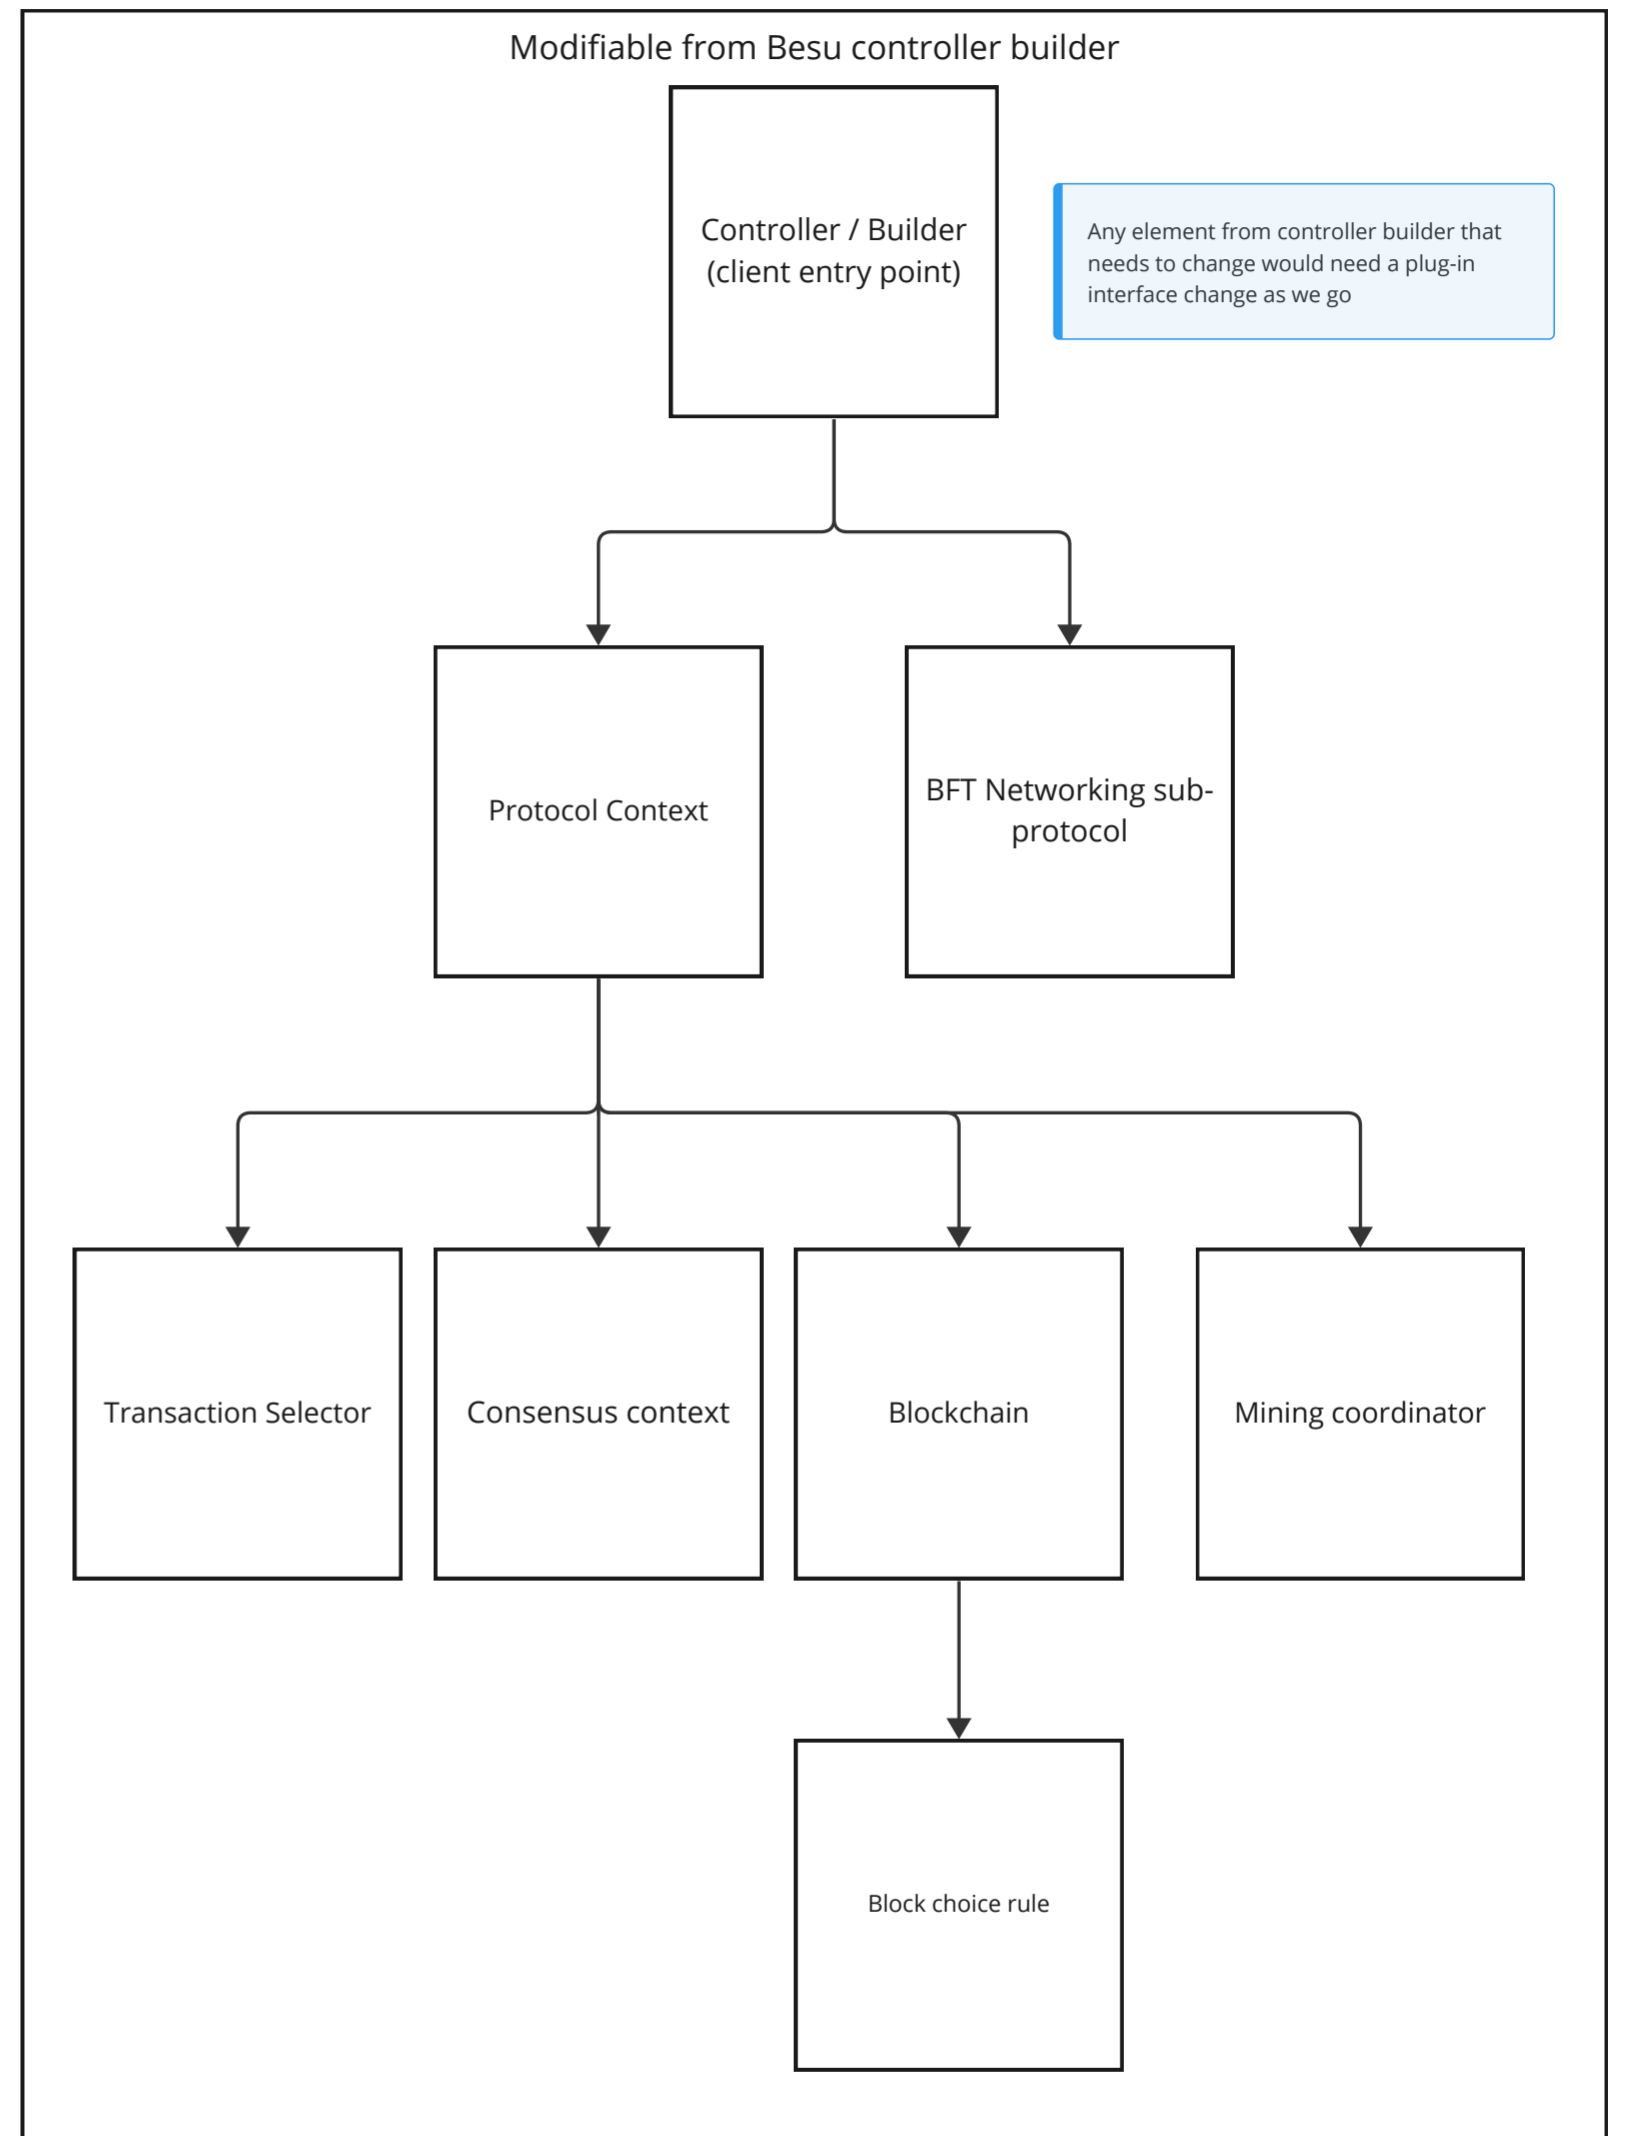 Modifiable from Besu controller builder
Controller / Builder
(client entry point)
Any element from controller builder that
needs to change would need a plug-in
interface change as we go
Protocol Context
BFT Networking sub-
protocol
Transaction Selector
Consensus context
Blockchain
Mining coordinator
Block choice rule